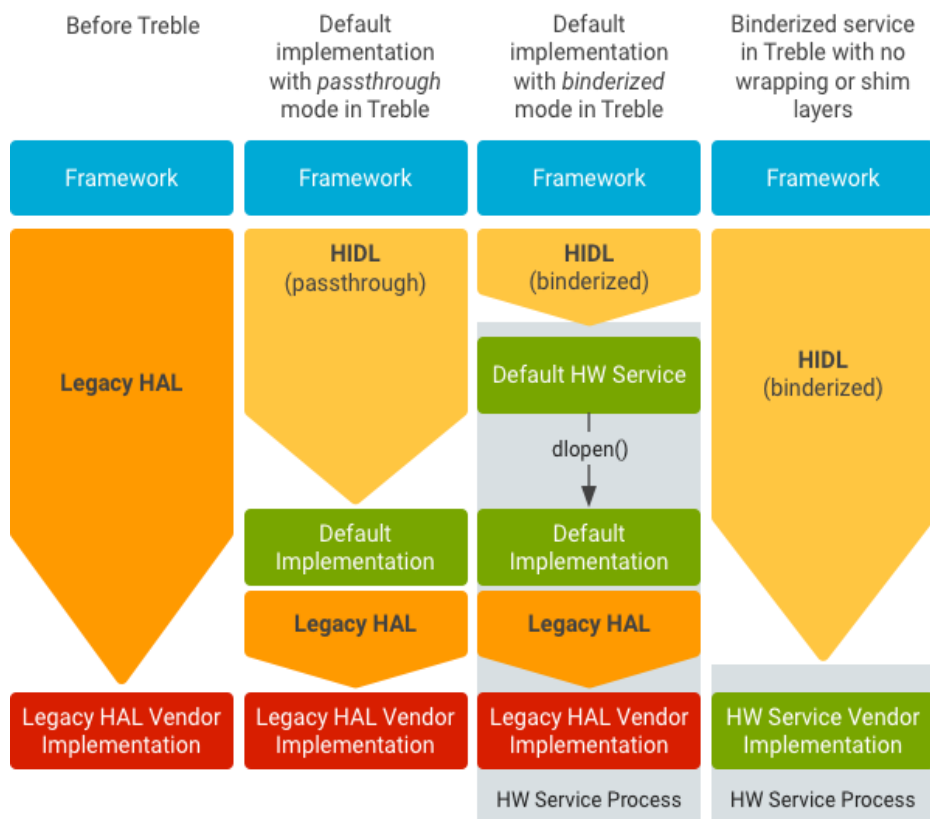 Before Treble
Default
implementation
with passthrough
mode in Treble
Default
implementation
with binderized
mode in Treble
Binderized service
in Treble with no
wrapping or shim
layers
Framework
Framework
Framework
Framework
Legacy HAL
HIDL
(passthrough)
HIDL
(binderized)
HIDL
(binderized)
Default HW Service
dlopen()
Default
Implementation
Default
Implementation
Legacy HAL
Legacy HAL
Legacy HAL Vendor
Implementation
Legacy HAL Vendor
Implementation
Legacy HAL Vendor
Implementation
HW Service Vendor
Implementation
HW Service Process
HW Service Process